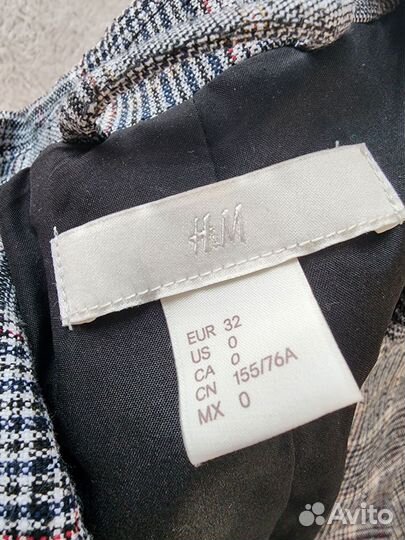 H&M
EUR 32
US 0
CA 0
CN 155/76A
MX 0
Avito